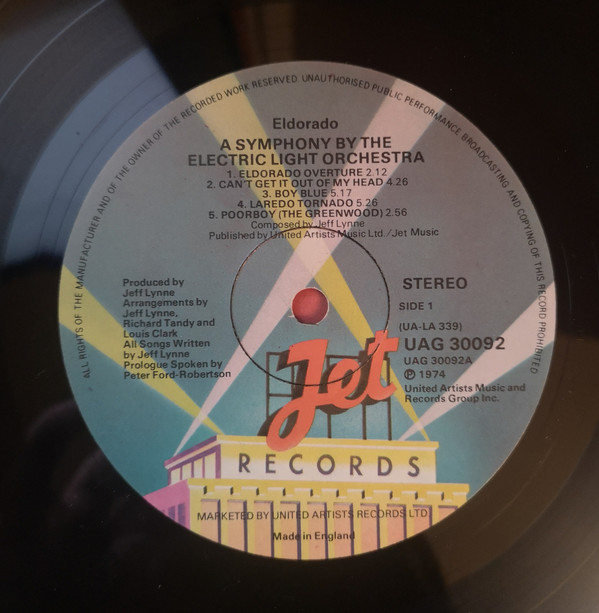 ALL RIGHTS OF THE MANUFACTURER AND OF THE OWNER OF THE RECORDED WORK RESERVED. UNAUTHORISED PUBLIC PERFORMANCE BROADCASTING AND COPYING OF THIS RECORD PROHIBITED
Eldorado
A SYMPHONY BY THE
ELECTRIC LIGHT ORCHESTRA
1. ELDORADO OVERTURE 2.12
2. CAN'T GET IT OUT OF MY HEAD 4.26
3. BOY BLUE 5.17
4. LAREDO TORNADO 5.26
5. POORBOY (THE GREENWOOD) 2:56
Composed by Jeff Lynne
Published by United Artists Music Ltd./Jet Music
Produced by
Jeff Lynne
Arrangements by
Jeff Lynne,
Richard Tandy and
Louis Clark
All Songs Written
by Jeff Lynne
Prologue Spoken by
Peter Ford-Robertson
STEREO
SIDE 1
(UA-LA 339)
UAG 30092
UAG 30092A
Ⓟ 1974
United Artists Music and
Records Group Inc.
Jet
RECORDS
MARKETED BY UNITED ARTISTS RECORDS LTD
Made in England